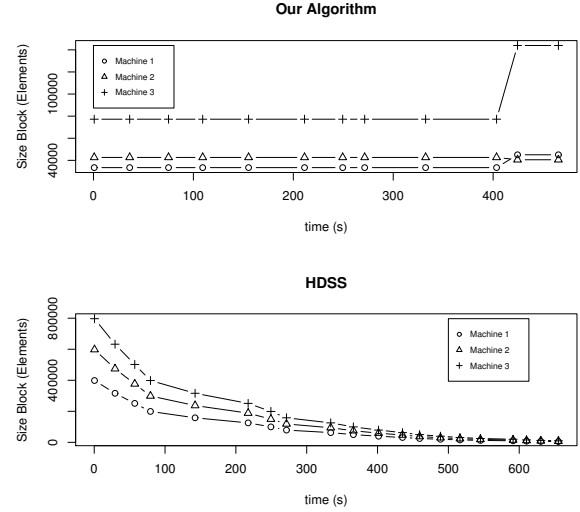 Our Algorithm
Size Block (Elements)
40000
100000
Machine 1
Machine 2
Machine 3
0
100
200
300
400
time (s)
HDSS
Size Block (Elements)
0
400000
800000
Machine 1
Machine 2
Machine 3
0
100
200
300
400
500
600
time (s)